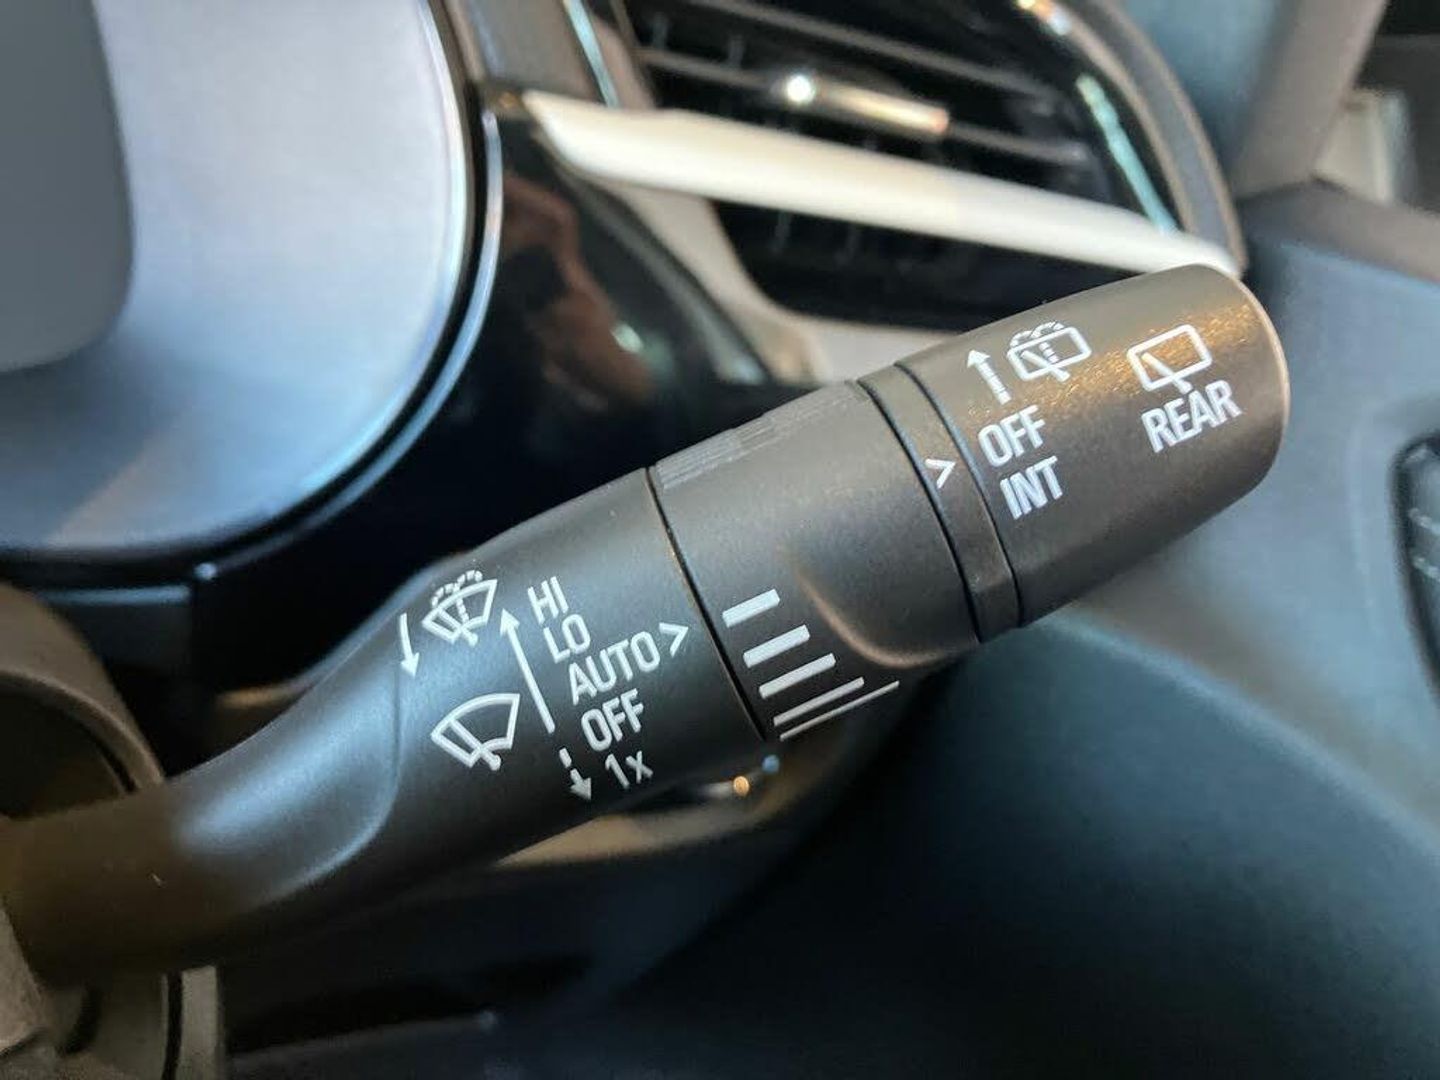 HI
LO
AUTO >
OFF
1x
>
OFF
INT
REAR